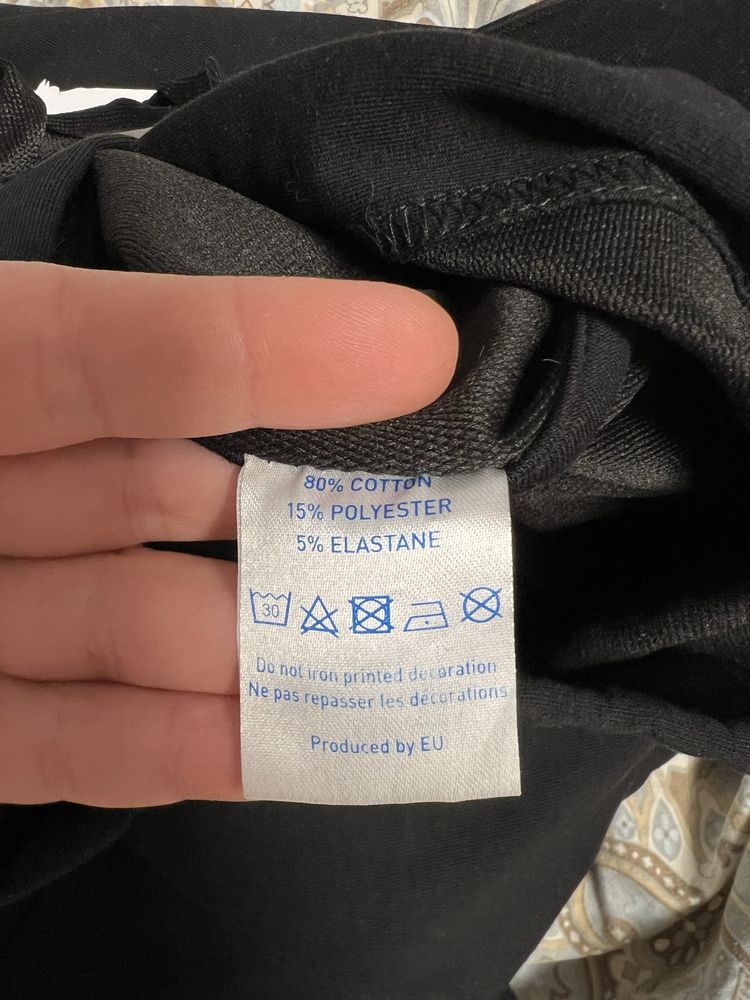 80% COTTON
15% POLYESTER
5% ELASTANE
30
Do not iron printed decoration
Ne pas repasser les décorations
Produced by EU